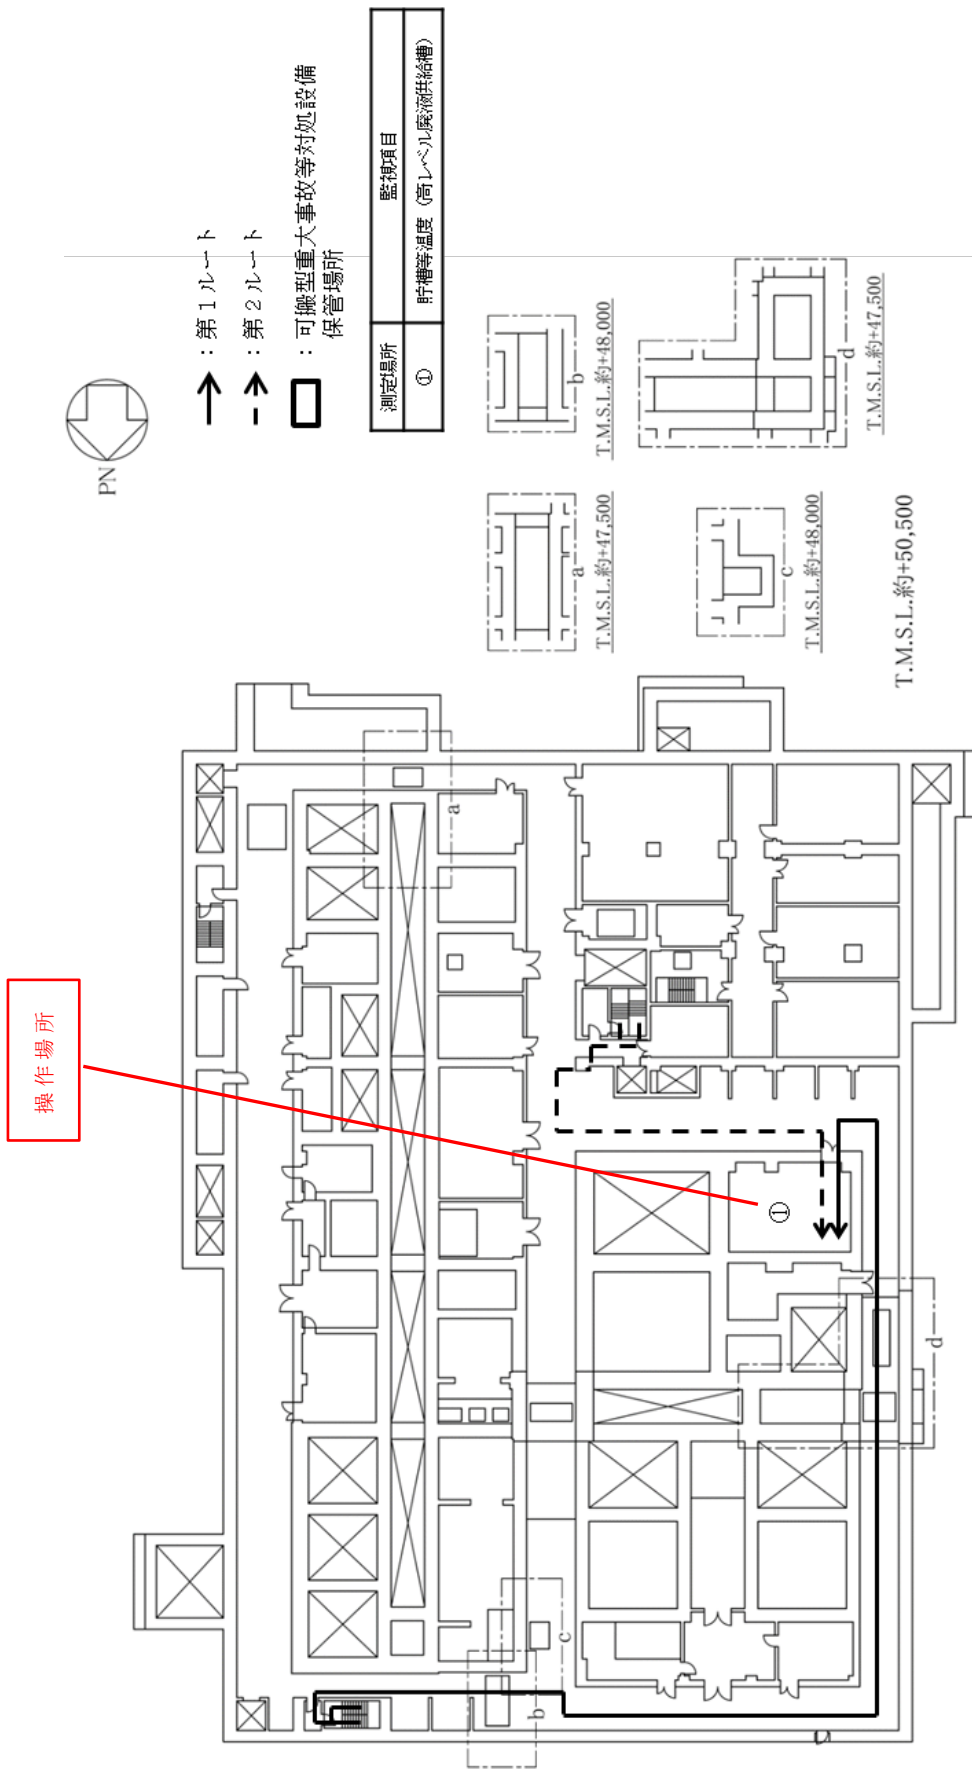 PN
：第１ルート
：第２ルート
：可搬型重大事故等対処設備
保管場所
測定場所 監視項目
① 貯槽等温度（高レベル廃液供給槽）
a
T.M.S.L.約+47,500
b
T.M.S.L.約+48,000
c
T.M.S.L.約+48,000
d
T.M.S.L.約+47,500
T.M.S.L.約+50,500
操作場所
a
①
d
c
b